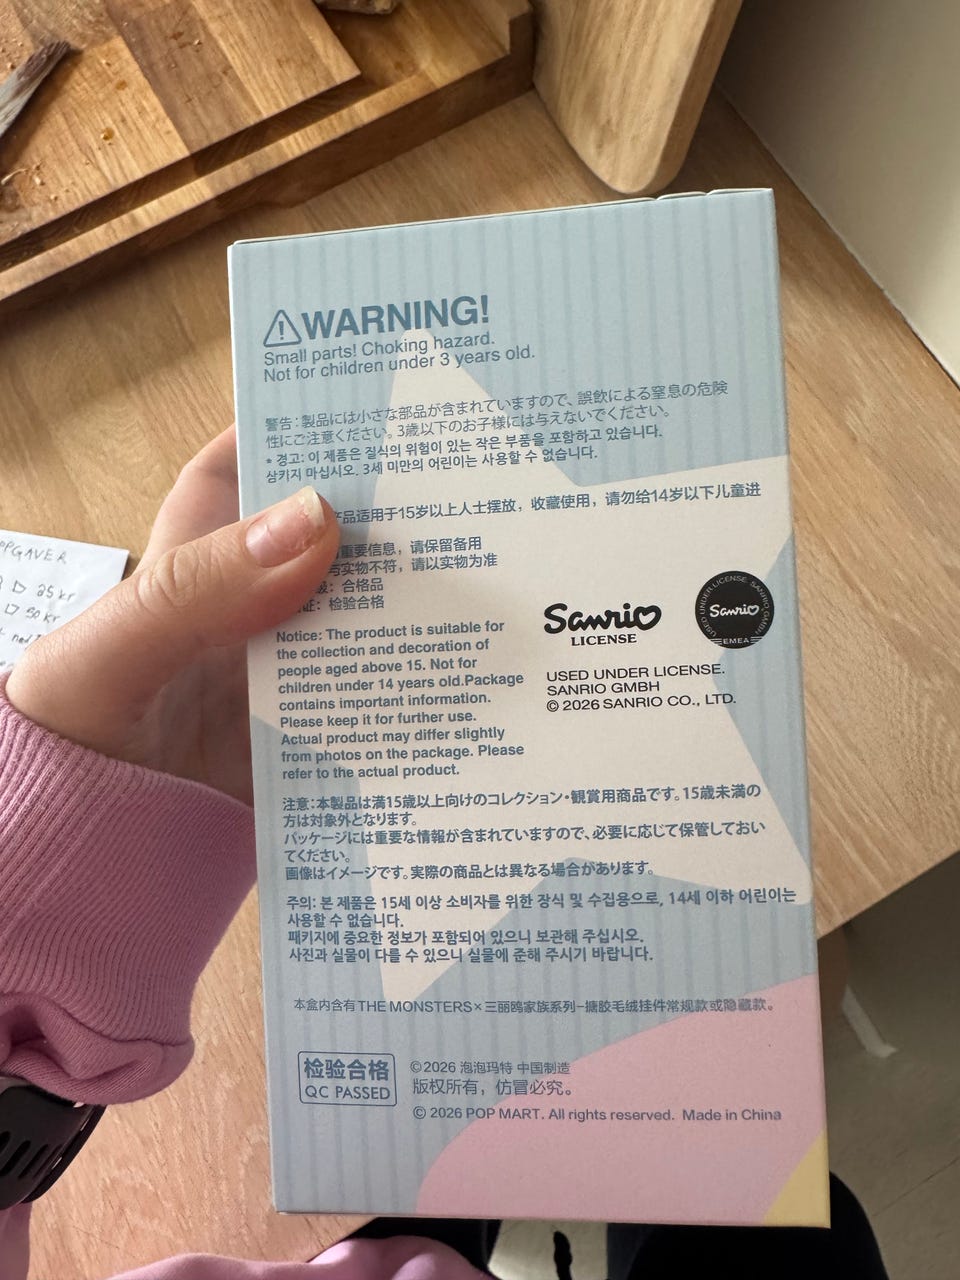 WARNING!
Small parts! Choking hazard.
Not for children under 3 years old.
警告：製品には小さな部品が含まれていますので、誤飲による窒息の危険
性にご注意ください。3歳以下のお子様には与えないでください。
* 경고: 이 제품은 질식의 위험이 있는 작은 부품을 포함하고 있습니다.
삼키지 마십시오. 3세 미만의 어린이는 사용할 수 없습니다.
产品适用于15岁以上人士摆放，收藏使用，请勿给14岁以下儿童进
重要信息，请保留备用
与实物不符，请以实物为准
级：合格品
证：检验合格
Notice: The product is suitable for
the collection and decoration of
people aged above 15. Not for
children under 14 years old.Package
contains important information.
Please keep it for further use.
Actual product may differ slightly
from photos on the package. Please
refer to the actual product.
Sanrio
LICENSE
USED UNDER LICENSE. SANRIO GMBH
Sanrio
EMEA
USED UNDER LICENSE.
SANRIO GMBH
© 2026 SANRIO CO., LTD.
注意：本製品は満15歳以上向けのコレクション・観賞用商品です。15歳未満の
方は対象外となります。
パッケージには重要な情報が含まれていますので、必要に応じて保管しておい
てください。
画像はイメージです。実際の商品とは異なる場合があります。
주의: 본 제품은 15세 이상 소비자를 위한 장식 및 수집용으로, 14세 이하 어린이는
사용할 수 없습니다.
패키지에 중요한 정보가 포함되어 있으니 보관해 주십시오.
사진과 실물이 다를 수 있으니 실물에 준해 주시기 바랍니다.
本盒内含有THE MONSTERS×三丽鸥家族系列-搪胶毛绒挂件常规款或隐藏款。
检验合格
QC PASSED
©2026 泡泡玛特 中国制造
版权所有，仿冒必究。
© 2026 POP MART. All rights reserved. Made in China
PPGAVER
25 kr
50 kr